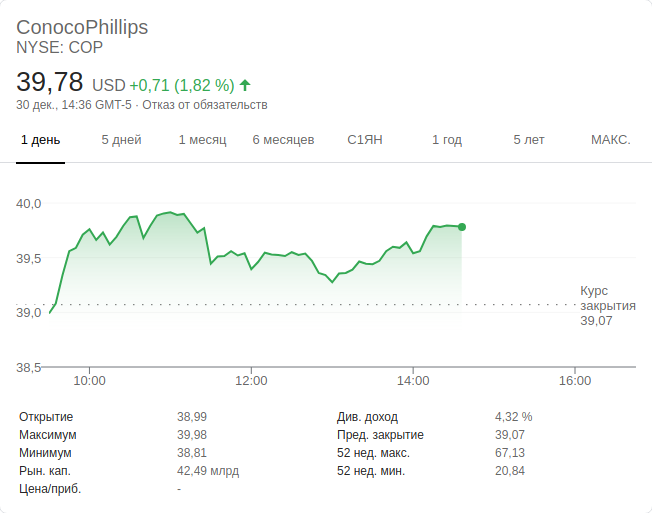 ConocoPhillips
NYSE: COP
39,78 USD +0,71 (1,82 %)
30 дек., 14:36 GMT-5 · Отказ от обязательств
1 день 5 дней 1 месяц 6 месяцев С1ЯН 1 год 5 лет МАКС.
40,0
39,5
39,0
38,5
Курс
закрытия
39,07
10:00 12:00 14:00 16:00
Открытие 38,99 Див. доход 4,32 %
Максимум 39,98 Пред. закрытие 39,07
Минимум 38,81 52 нед. макс. 67,13
Рын. кап. 42,49 млрд 52 нед. мин. 20,84
Цена/приб. -